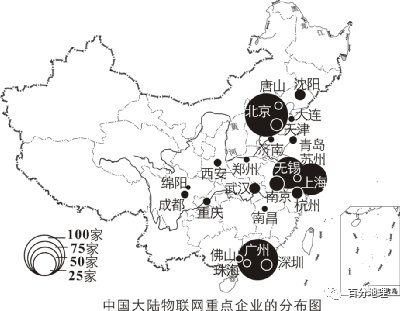 沈阳
唐山
北京
大连
天津
济南
青岛
苏州
无锡
上海
西安
郑州
绵阳
成都
武汉
南京
杭州
重庆
南昌
广州
佛山
深圳
珠海
100家
75家
50家
25家
百分地理
中国大陆物联网重点企业的分布图